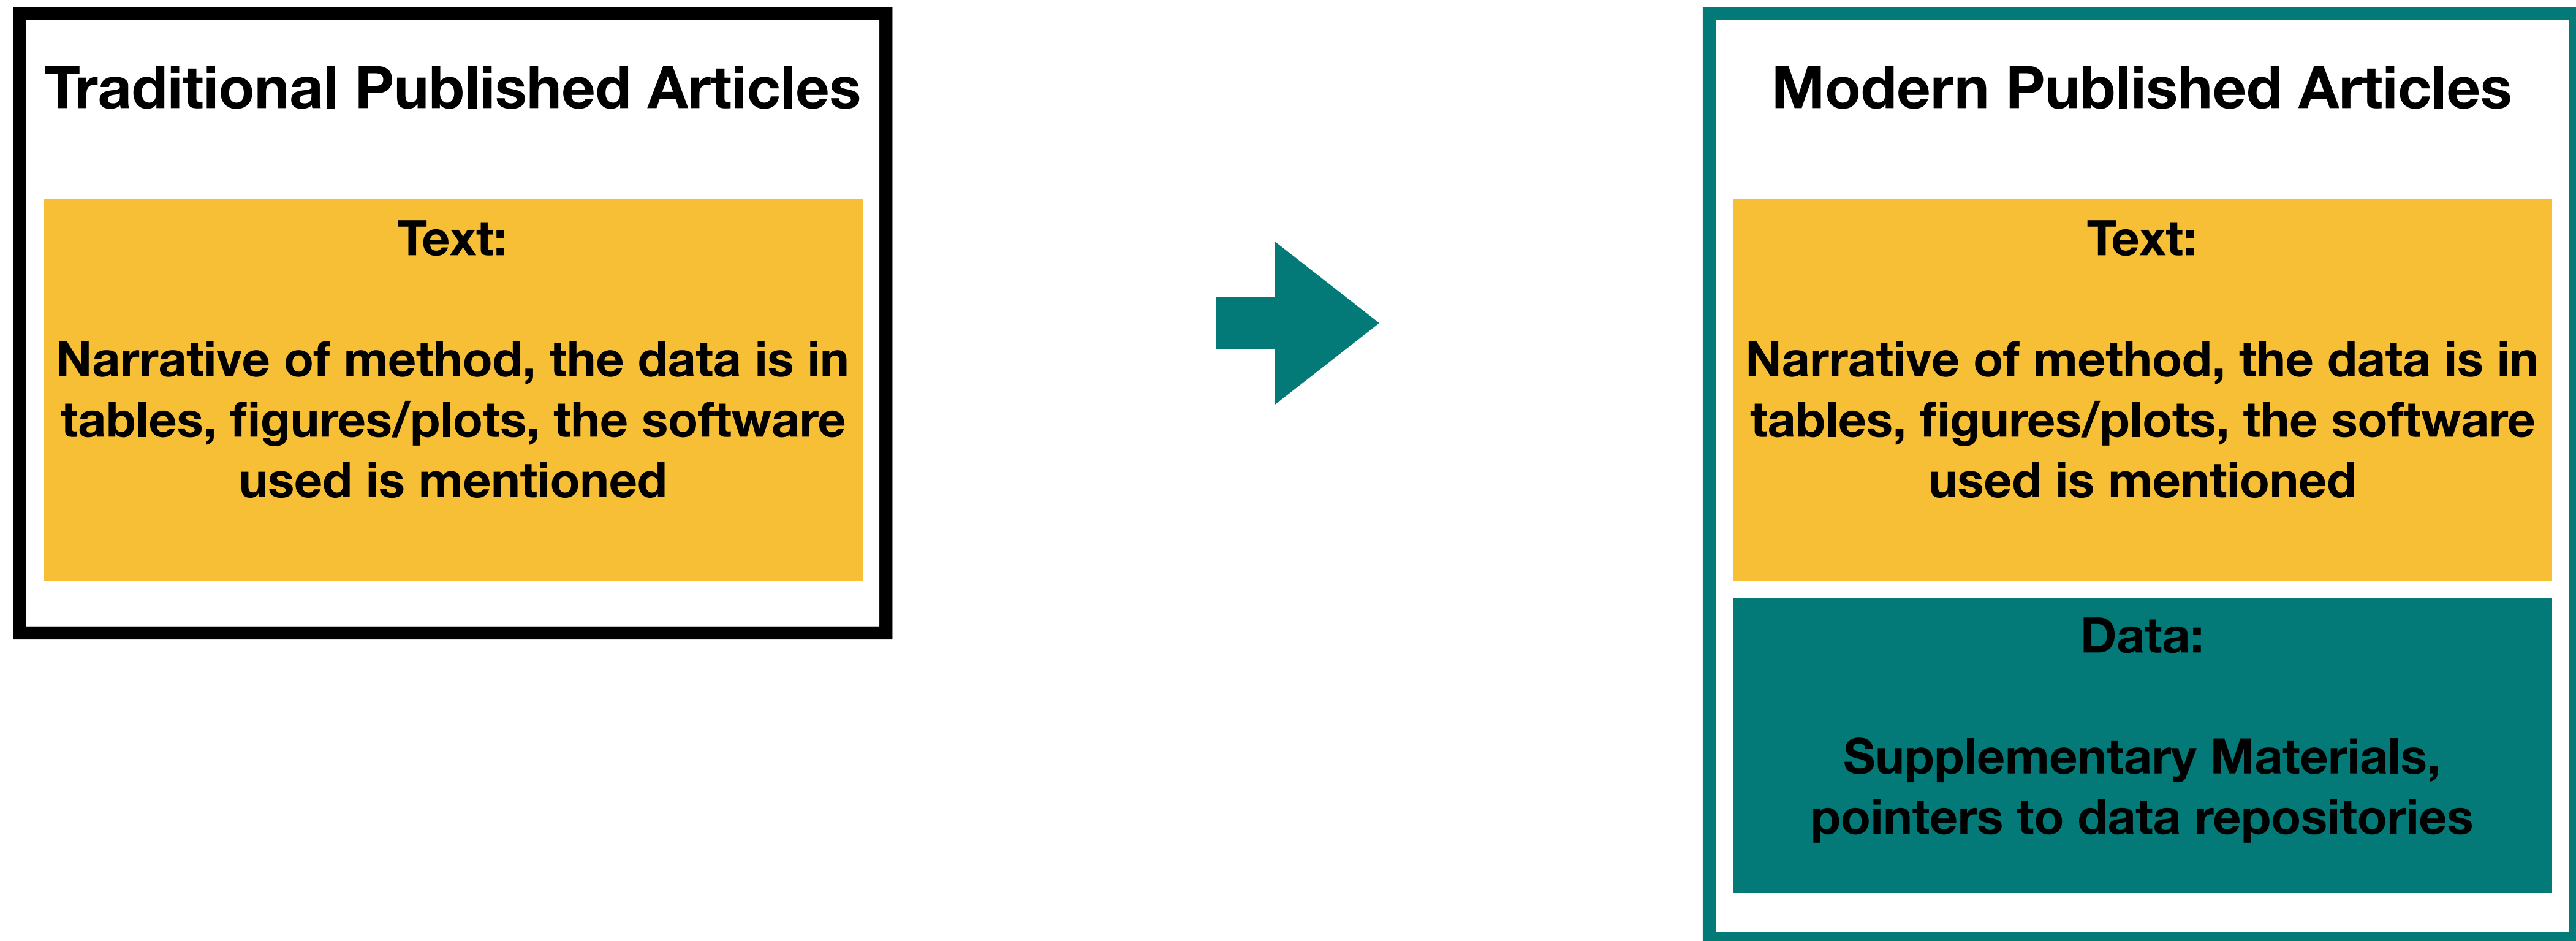 Traditional Published Articles
Text:
Narrative of method, the data is in
tables, figures/plots, the software
used is mentioned
Modern Published Articles
Text:
Narrative of method, the data is in
tables, figures/plots, the software
used is mentioned
Data:
Supplementary Materials,
pointers to data repositories